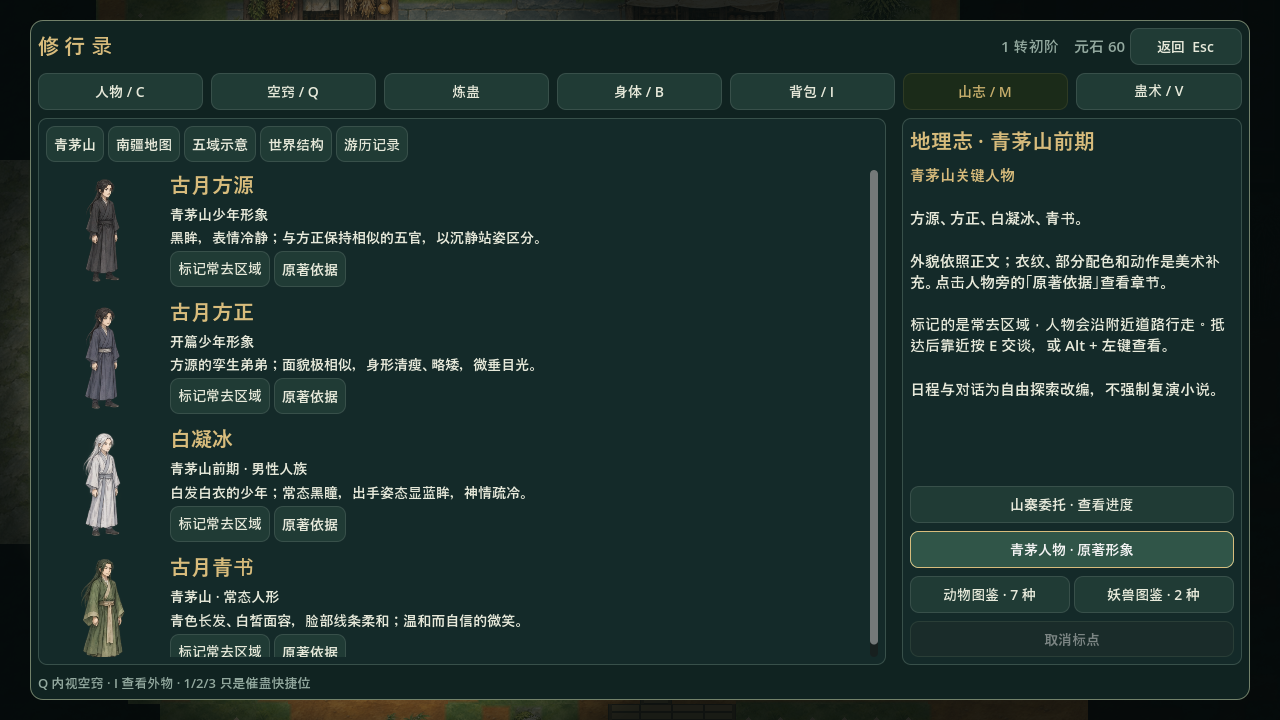 修行录
1 转初阶 元石 60 返回 Esc
人物 / C 空窍 / Q 炼蛊 身体 / B 背包 / I 山志 / M 蛊术 / V
青茅山 南疆地图 五域示意 世界结构 游历记录
古月方源
青茅山少年形象
黑眸，表情冷静；与方正保持相似的五官，以沉静站姿区分。
标记常去区域 原著依据
古月方正
开篇少年形象
方源的孪生弟弟；面貌极相似，身形清瘦、略矮，微垂目光。
标记常去区域 原著依据
白凝冰
青茅山前期 · 男性人族
白发白衣的少年；常态黑瞳，出手姿态显蓝眸，神情疏冷。
标记常去区域 原著依据
古月青书
青茅山 · 常态人形
青色长发、白皙面容，脸部线条柔和；温和而自信的微笑。
标记常去区域 原著依据
地理志 · 青茅山前期
青茅山关键人物
方源、方正、白凝冰、青书。
外貌依照正文；衣纹、部分配色和动作是美术补
充。点击人物旁的「原著依据」查看章节。
标记的是常去区域，人物会沿附近道路行走。抵
达后靠近按 E 交谈，或 Alt + 左键查看。
日程与对话为自由探索改编，不强制复演小说。
山寨委托 · 查看进度
青茅人物 · 原著形象
动物图鉴 · 7 种 妖兽图鉴 · 2 种
取消标点
Q 内视空窍 · I 查看外物 · 1/2/3 只是催蛊快捷位